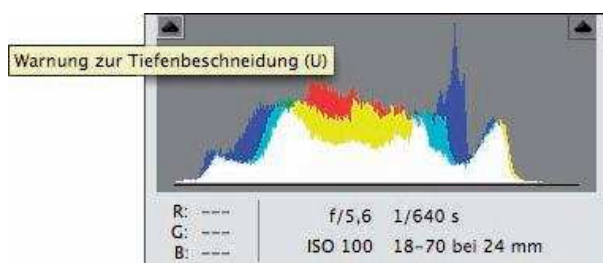 Warnung zur Tiefenbeschneidung (U)
R: ---
G: ---
B: ---
f/5,6 1/640 s
ISO 100 18-70 bei 24 mm